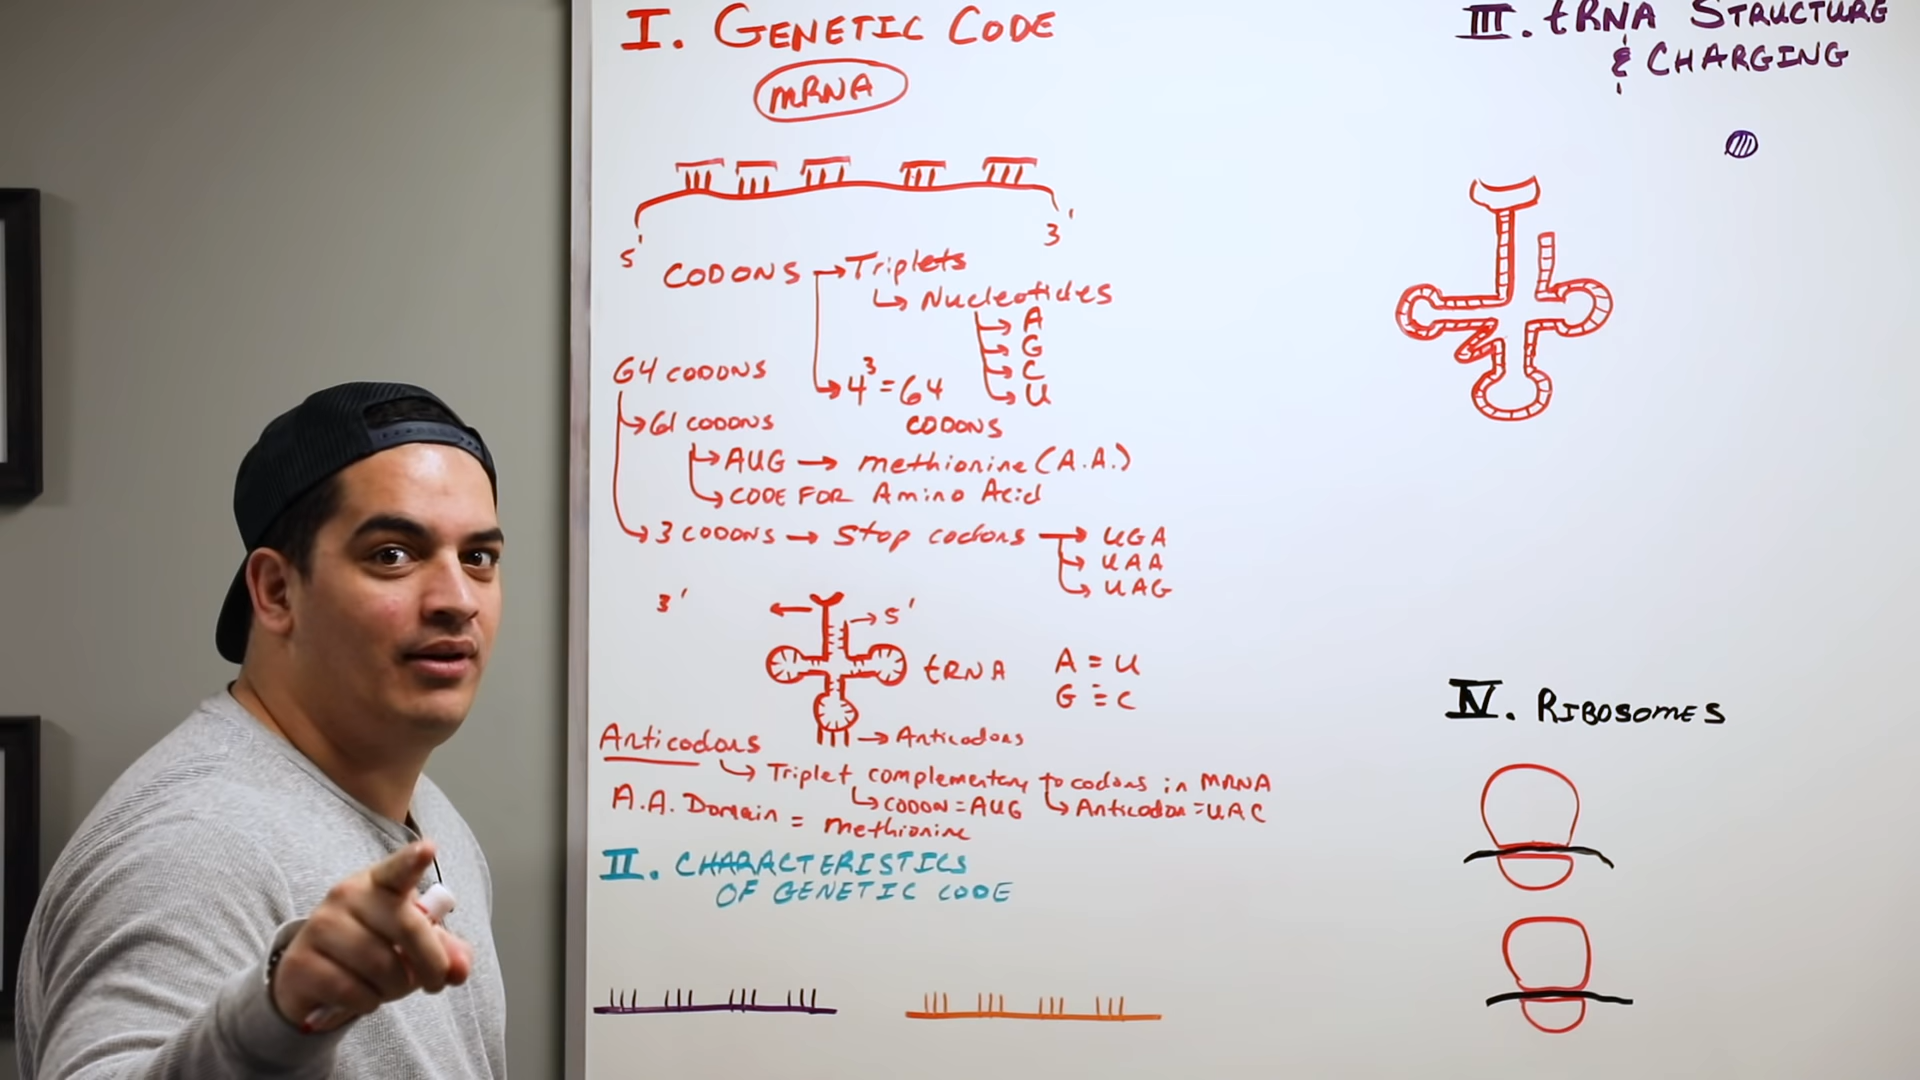 I. GENETIC CODE
mRNA
5' 3'
CODONS → Triplets
↳ Nucleotides
→ A
→ G
→ C
→ U
↳ 4³ = 64
CODONS
64 CODONS
↳ 61 CODONS
↳ AUG → methionine (A.A.)
↳ CODE FOR Amino Acid
↳ 3 CODONS → Stop codons → UGA
→ UAA
→ UAG
3' ← → 5'
tRNA
A = U
G ≡ C
→ Anticodons
Anticodons
↳ Triplet complementary to codons in MRNA
↳ CODON = AUG ↳ Anticodon = UAC
A.A. Domain = methionine
II. CHARACTERISTICS
OF GENETIC CODE
III. tRNA STRUCTURE
& CHARGING
IV. RIBOSOMES